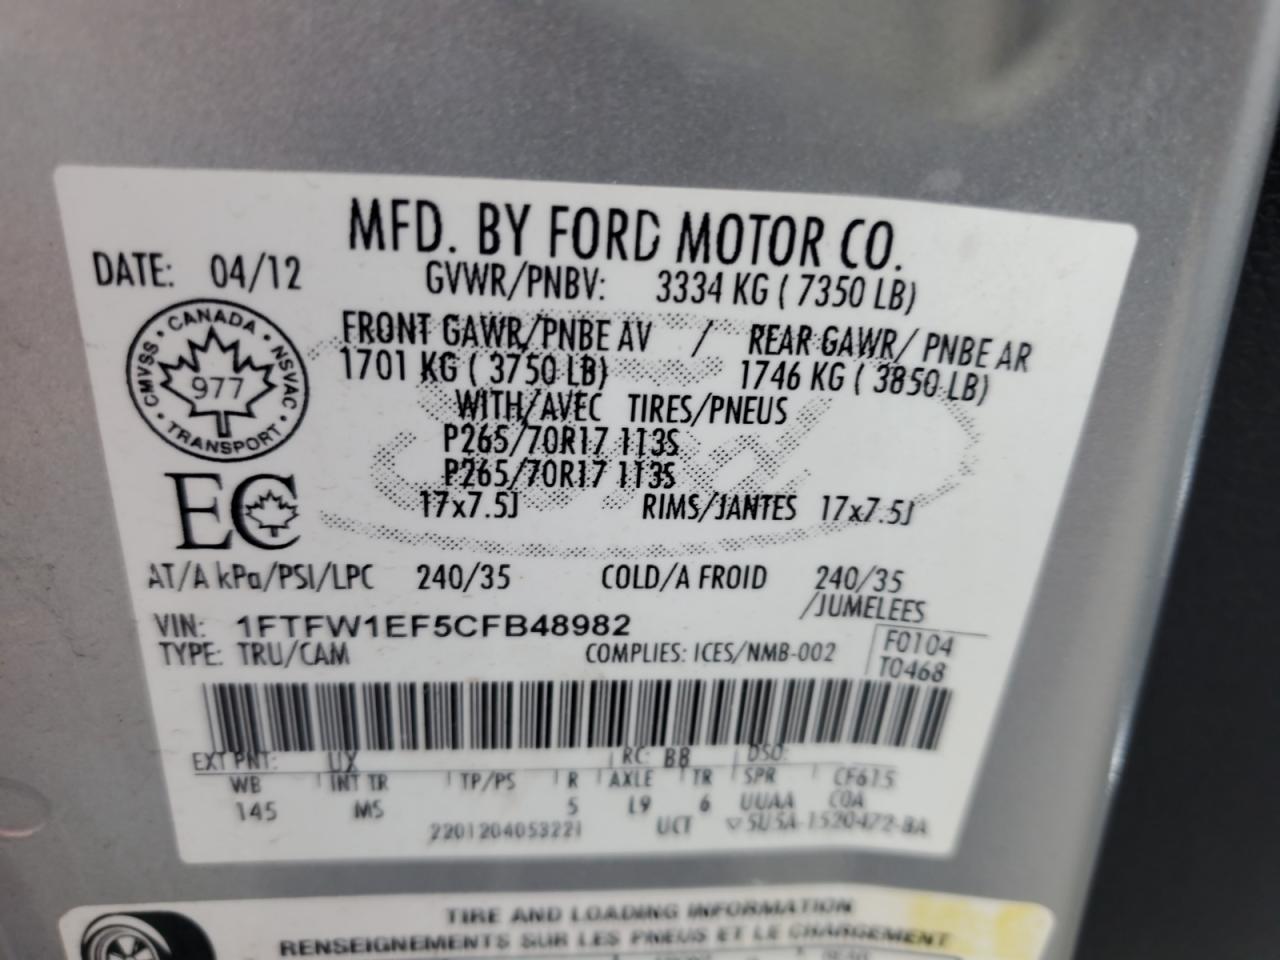 MFD. BY FORD MOTOR CO.
DATE: 04/12
GVWR/PNBV: 3334 KG ( 7350 LB)
FRONT GAWR/PNBE AV / REAR GAWR/ PNBE AR
1701 KG ( 3750 LB) 1746 KG ( 3850 LB)
WITH/AVEC TIRES/PNEUS
P265/70R17 113S
P265/70R17 113S
17x7.5J RIMS/JANTES 17x7.5J
CANADA
CMVSS • NSVAC
977
TRANSPORT
EC
AT/A kPa/PSI/LPC 240/35 COLD/A FROID 240/35
/JUMELEES
VIN: 1FTFW1EF5CFB48982
F0104
TYPE: TRU/CAM COMPLIES: ICES/NMB-002
T0468
EXT PNT: UX RC: B8 DSO:
WB INT TR TP/PS R AXLE TR SPR CF615
145 MS 5 L9 6 UUAA COA
2201204053221 UCT ▽5U5A-1520472-BA
TIRE AND LOADING INFORMATION
RENSEIGNEMENTS SUR LES PNEUS ET LE CHARGEMENT